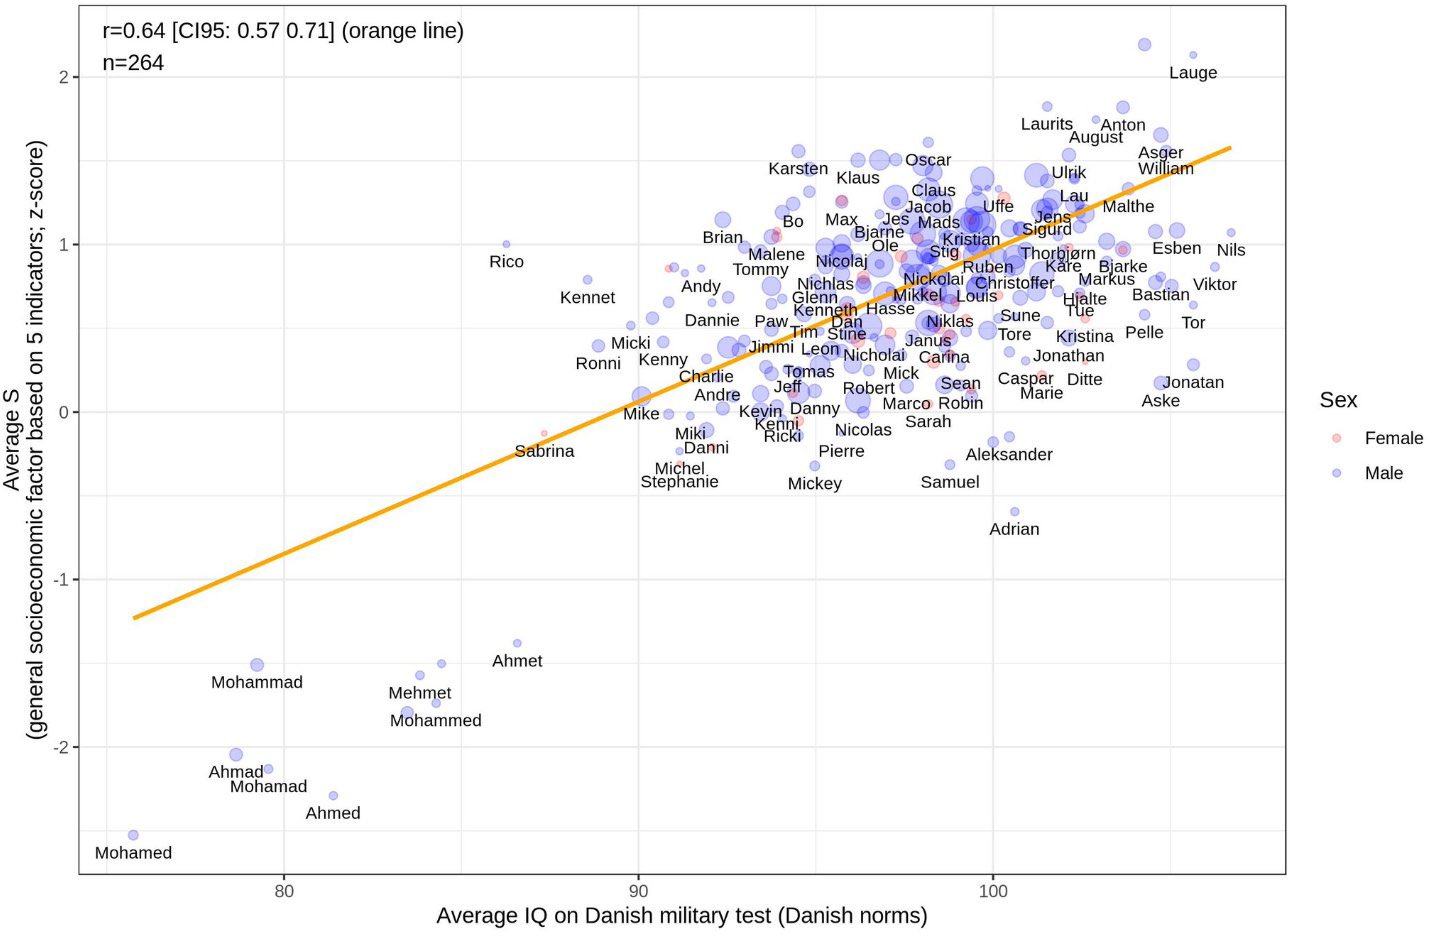 r=0.64 [CI95: 0.57 0.71] (orange line)
n=264
2
1
0
-1
-2
Average S
(general socioeconomic factor based on 5 indicators; z-score)
Lauge
Laurits
Anton
August
Oscar
Asger
Karsten
William
Klaus
Ulrik
Claus
Lau
Jacob
Uffe
Malthe
Bo
Max
Jes
Mads
Jens
Bjarne
Sigurd
Brian
Kristian
Ole
Esben
Nils
Malene
Stig
Thorbjørn
Rico
Nicolaj
Ruben
Kåre
Bjarke
Tommy
Nickolai
Christoffer
Markus
Andy
Nichlas
Viktor
Kennet
Glenn
Mikkel
Louis
Hjalte
Bastian
Kenneth
Hasse
Tue
Dannie
Paw
Dan
Niklas
Sune
Tor
Tim
Stine
Tore
Kristina
Pelle
Micki
Jimmi
Leon
Janus
Ronni
Kenny
Nicholai
Carina
Jonathan
Charlie
Tomas
Mick
Caspar
Ditte
Jonatan
Andre
Jeff
Robert
Sean
Marie
Aske
Mike
Kevin
Danny
Marco
Robin
Kenni
Sarah
Miki
Ricki
Nicolas
Sabrina
Danni
Pierre
Aleksander
Michel
Stephanie
Mickey
Samuel
Adrian
Ahmet
Mohammad
Mehmet
Mohammed
Ahmad
Mohamad
Ahmed
Mohamed
80
90
100
Average IQ on Danish military test (Danish norms)
Sex
Female
Male